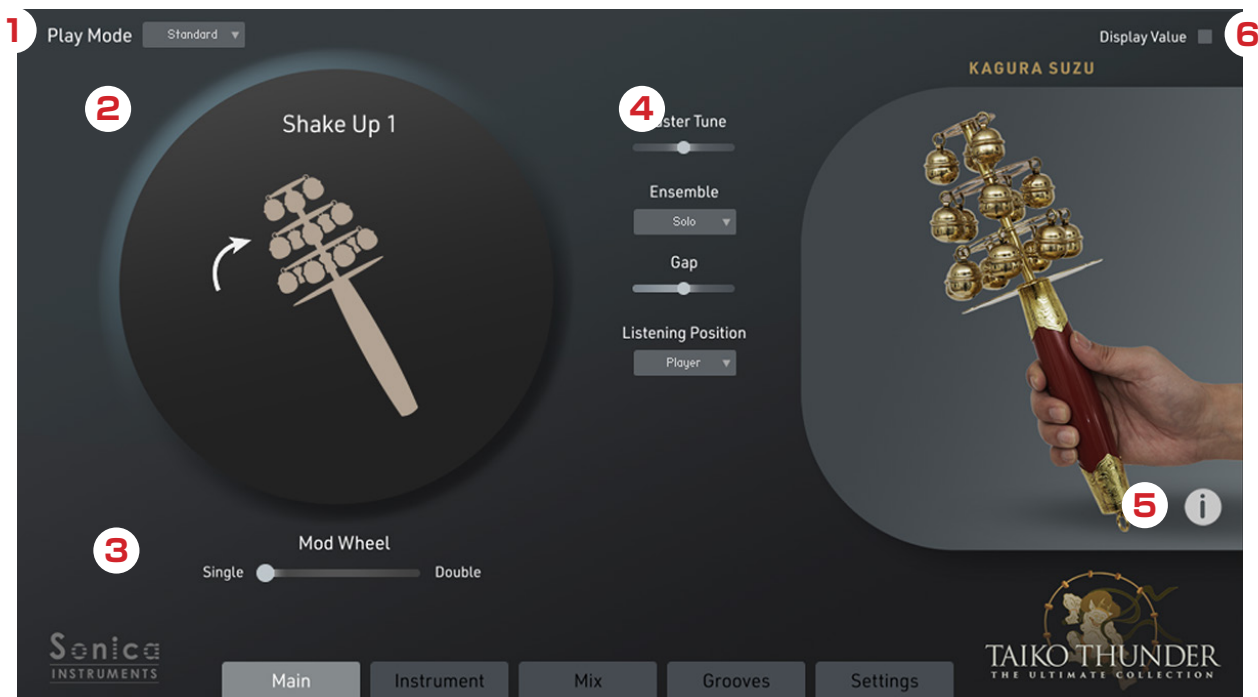 1
Play Mode
Standard
6
Display Value
KAGURA SUZU
2
Shake Up 1
4
ster Tune
Ensemble
Solo
Gap
Listening Position
Player
5
i
3
Mod Wheel
Single
Double
Sonica
INSTRUMENTS
TAIKO THUNDER
THE ULTIMATE COLLECTION
Main
Instrument
Mix
Grooves
Settings